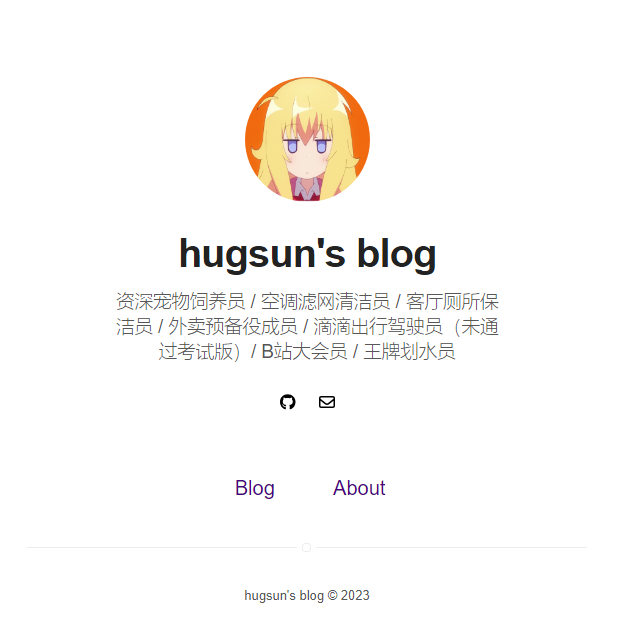 hugsun's blog
资深宠物饲养员 / 空调滤网清洁员 / 客厅厕所保
洁员 / 外卖预备役成员 / 滴滴出行驾驶员（未通
过考试版）/ B站大会员 / 王牌划水员
Blog About
hugsun's blog © 2023